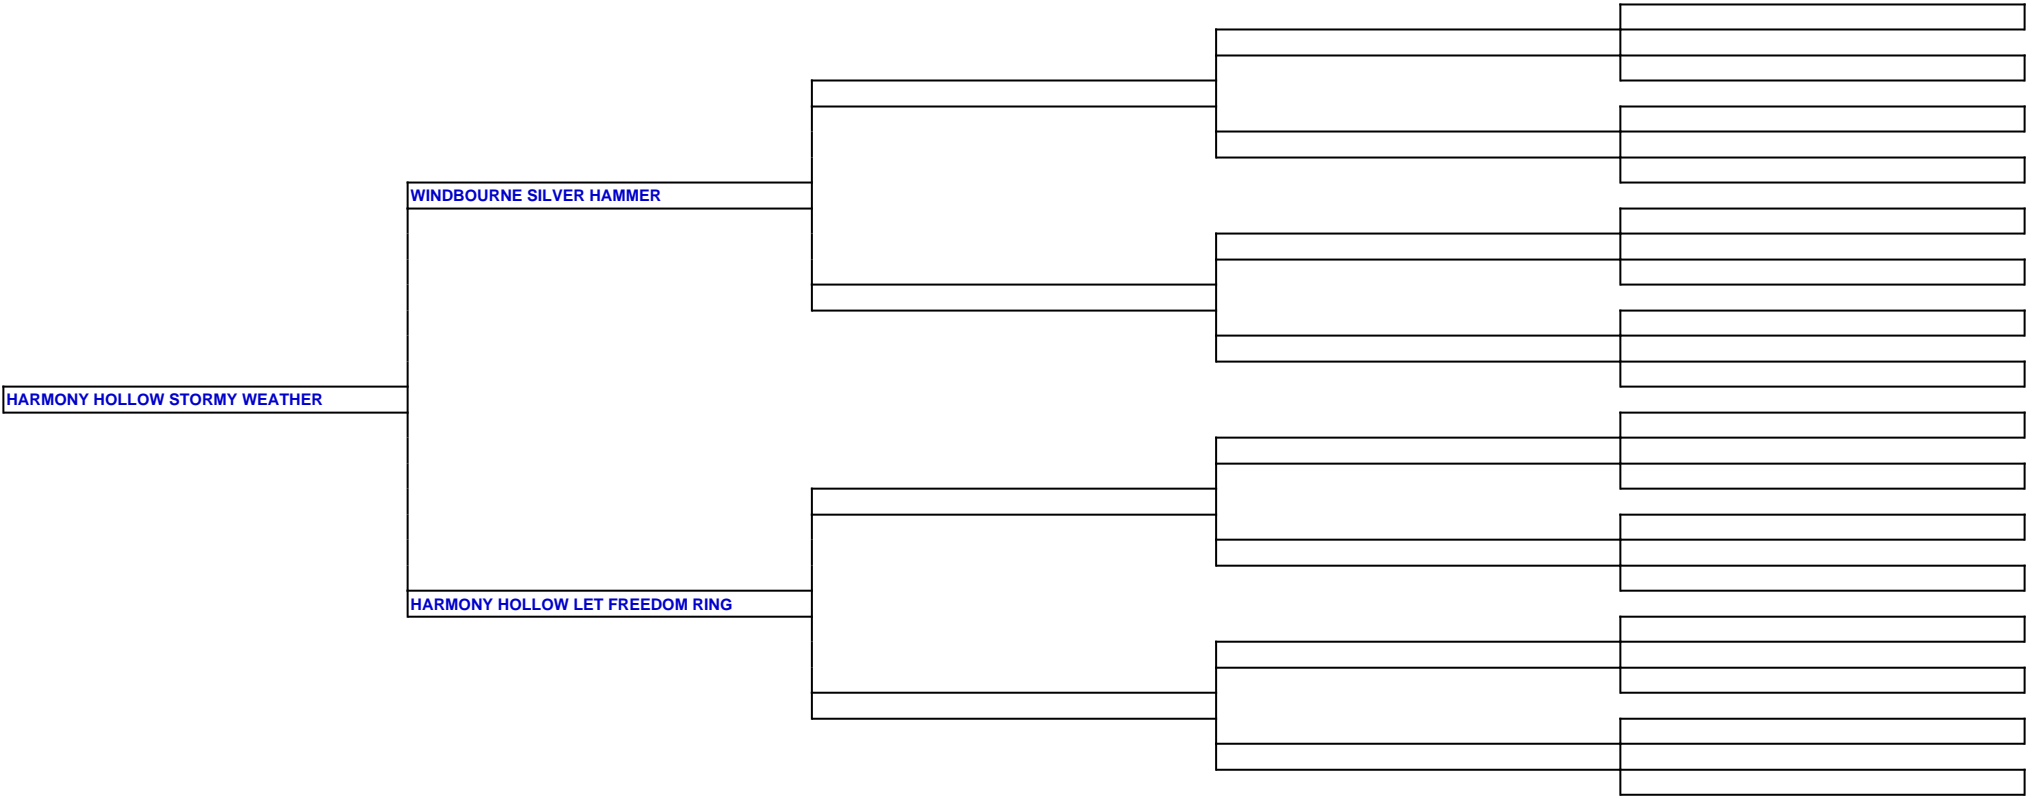 WINDBOURNE SILVER HAMMER
HARMONY HOLLOW STORMY WEATHER
HARMONY HOLLOW LET FREEDOM RING